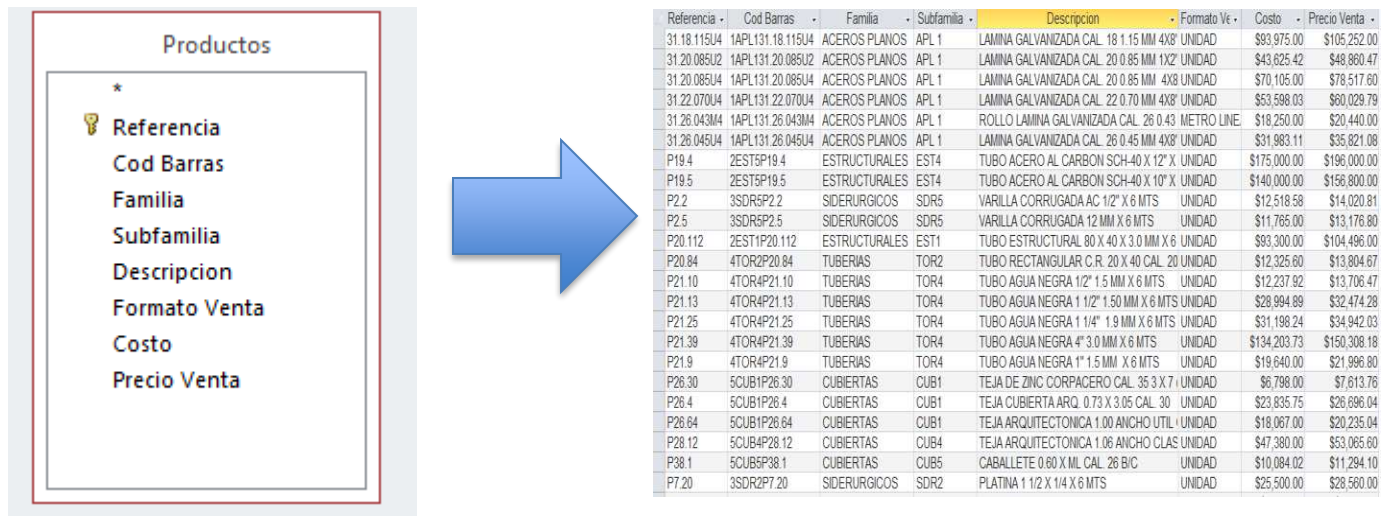 Productos
*
Referencia
Cod Barras
Familia
Subfamilia
Descripcion
Formato Venta
Costo
Precio Venta
Referencia Cod Barras Familia Subfamilia Descripcion Formato Ve Costo Precio Venta
31.18.115U4 1APL131.18.115U4 ACEROS PLANOS APL 1 LAMINA GALVANIZADA CAL. 18 1.15 MM 4X8' UNIDAD $93,975.00 $105,252.00
31.20.085U2 1APL131.20.085U2 ACEROS PLANOS APL 1 LAMINA GALVANIZADA CAL. 20 0.85 MM 1X2' UNIDAD $43,625.42 $48,860.47
31.20.085U4 1APL131.20.085U4 ACEROS PLANOS APL 1 LAMINA GALVANIZADA CAL. 20 0.85 MM 4X8 UNIDAD $70,105.00 $78,517.60
31.22.070U4 1APL131.22.070U4 ACEROS PLANOS APL 1 LAMINA GALVANIZADA CAL. 22 0.70 MM 4X8' UNIDAD $53,598.03 $60,029.79
31.26.043M4 1APL131.26.043M4 ACEROS PLANOS APL 1 ROLLO LAMINA GALVANIZADA CAL. 26 0.43 METRO LINE. $18,250.00 $20,440.00
31.26.045U4 1APL131.26.045U4 ACEROS PLANOS APL 1 LAMINA GALVANIZADA CAL. 26 0.45 MM 4X8' UNIDAD $31,983.11 $35,821.08
P19.4 2EST5P19.4 ESTRUCTURALES EST4 TUBO ACERO AL CARBON SCH-40 X 12" X UNIDAD $175,000.00 $196,000.00
P19.5 2EST5P19.5 ESTRUCTURALES EST4 TUBO ACERO AL CARBON SCH-40 X 10" X UNIDAD $140,000.00 $156,800.00
P2.2 3SDR5P2.2 SIDERURGICOS SDR5 VARILLA CORRUGADA AC 1/2" X 6 MTS UNIDAD $12,518.58 $14,020.81
P2.5 3SDR5P2.5 SIDERURGICOS SDR5 VARILLA CORRUGADA 12 MM X 6 MTS UNIDAD $11,765.00 $13,176.80
P20.112 2EST1P20.112 ESTRUCTURALES EST1 TUBO ESTRUCTURAL 80 X 40 X 3.0 MM X 6 UNIDAD $93,300.00 $104,496.00
P20.84 4TOR2P20.84 TUBERIAS TOR2 TUBO RECTANGULAR C.R. 20 X 40 CAL. 20 UNIDAD $12,325.60 $13,804.67
P21.10 4TOR4P21.10 TUBERIAS TOR4 TUBO AGUA NEGRA 1/2" 1.5 MM X 6 MTS UNIDAD $12,237.92 $13,706.47
P21.13 4TOR4P21.13 TUBERIAS TOR4 TUBO AGUA NEGRA 1 1/2" 1.50 MM X 6 MTS UNIDAD $28,994.89 $32,474.28
P21.25 4TOR4P21.25 TUBERIAS TOR4 TUBO AGUA NEGRA 1 1/4" 1.9 MM X 6 MTS UNIDAD $31,198.24 $34,942.03
P21.39 4TOR4P21.39 TUBERIAS TOR4 TUBO AGUA NEGRA 4" 3.0 MM X 6 MTS UNIDAD $134,203.73 $150,308.18
P21.9 4TOR4P21.9 TUBERIAS TOR4 TUBO AGUA NEGRA 1" 1.5 MM X 6 MTS UNIDAD $19,640.00 $21,996.80
P26.30 5CUB1P26.30 CUBIERTAS CUB1 TEJA DE ZINC CORPACERO CAL. 35 3 X 7 ( UNIDAD $6,798.00 $7,613.76
P26.4 5CUB1P26.4 CUBIERTAS CUB1 TEJA CUBIERTA ARQ. 0.73 X 3.05 CAL. 30 UNIDAD $23,835.75 $26,696.04
P26.64 5CUB1P26.64 CUBIERTAS CUB1 TEJA ARQUITECTONICA 1.00 ANCHO UTIL UNIDAD $18,067.00 $20,235.04
P28.12 5CUB4P28.12 CUBIERTAS CUB4 TEJA ARQUITECTONICA 1.06 ANCHO CLAS UNIDAD $47,380.00 $53,065.60
P38.1 5CUB5P38.1 CUBIERTAS CUB5 CABALLETE 0.60 X ML CAL. 26 B/C UNIDAD $10,084.02 $11,294.10
P7.20 3SDR2P7.20 SIDERURGICOS SDR2 PLATINA 1 1/2 X 1/4 X 6 MTS UNIDAD $25,500.00 $28,560.00